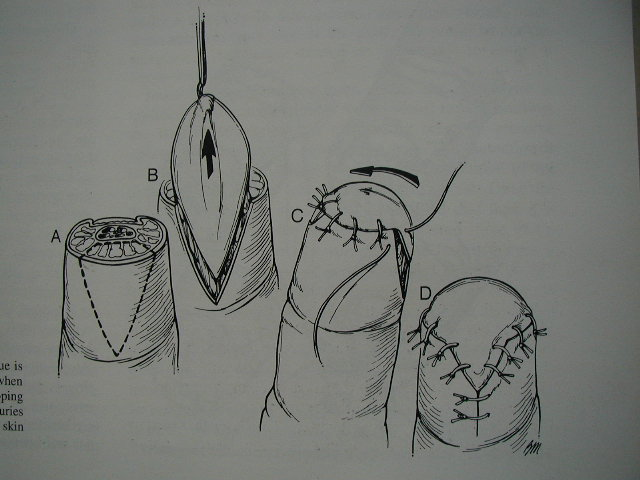 A
B
C
D
ue is
when
ping
uries
skin